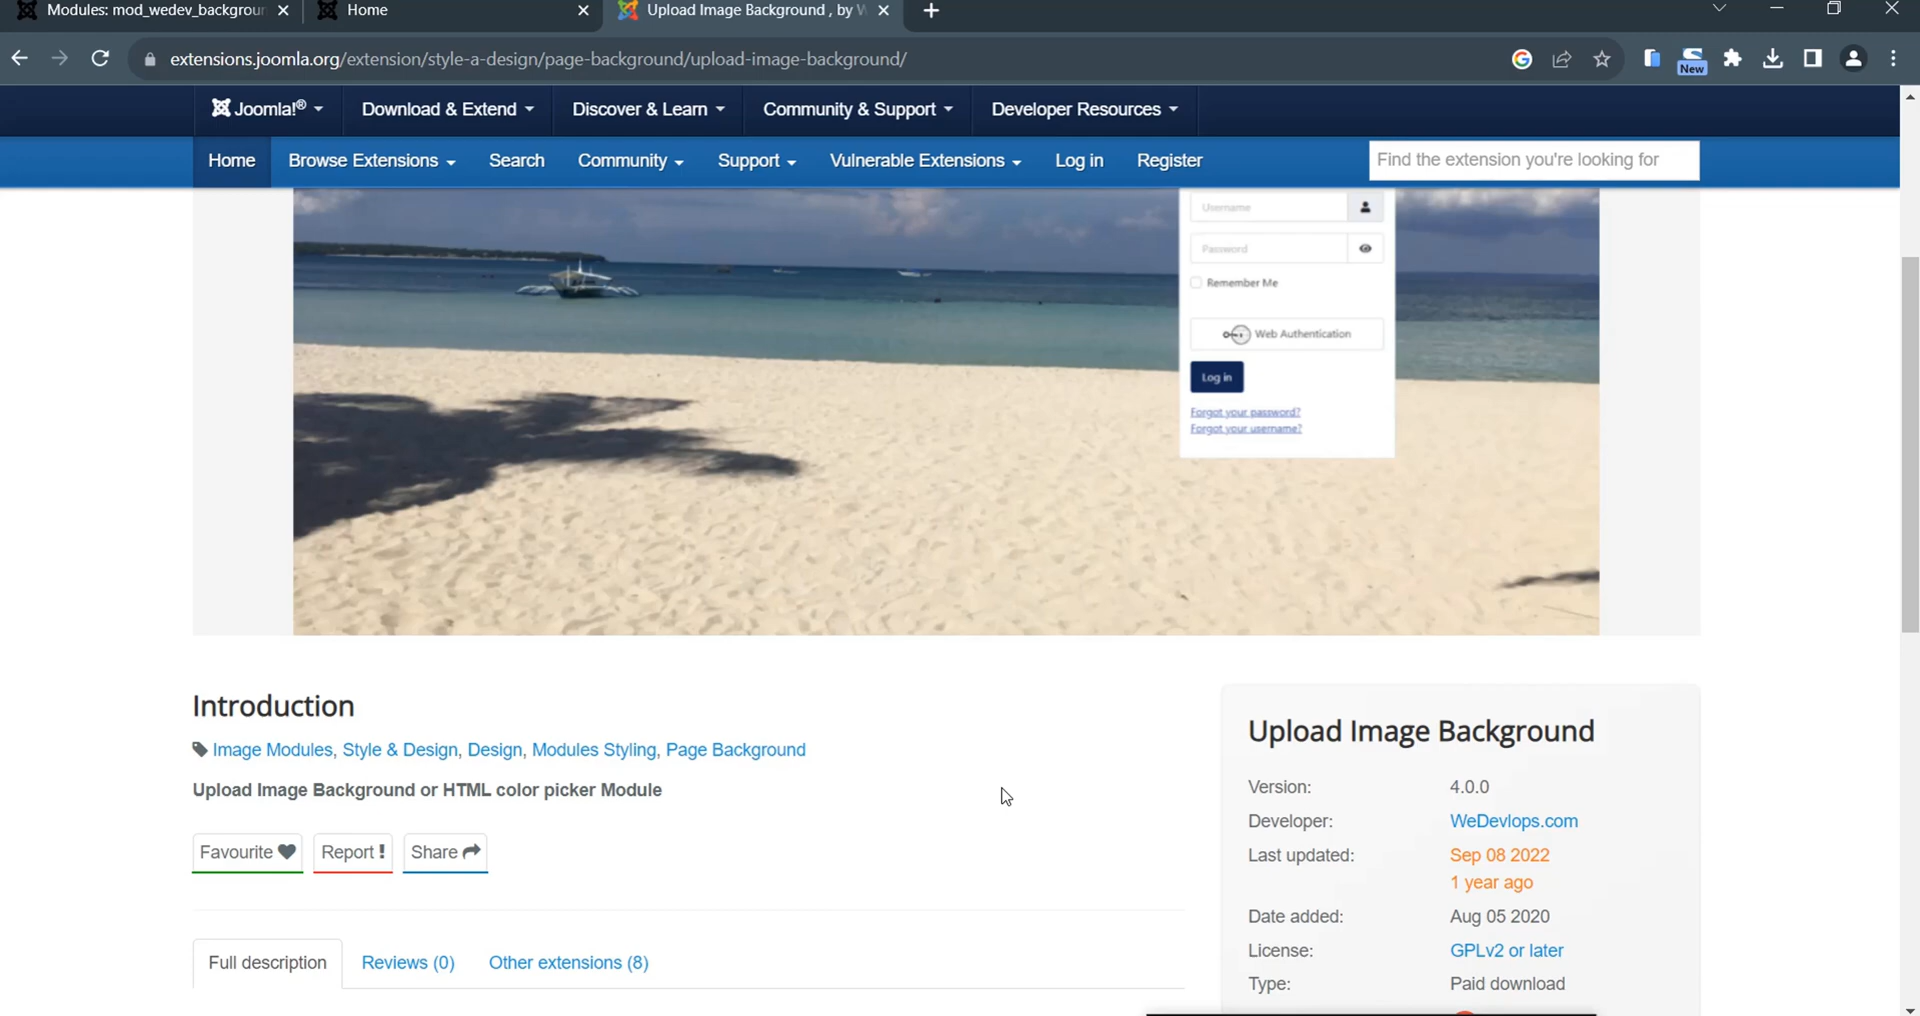 Modules: mod_wedev_backgroun
Home
Upload Image Background , by W
extensions.joomla.org/extension/style-a-design/page-background/upload-image-background/
New
Joomla!®
Download & Extend
Discover & Learn
Community & Support
Developer Resources
Home
Browse Extensions
Search
Community
Support
Vulnerable Extensions
Log in
Register
Find the extension you're looking for
Username
Password
Remember Me
Web Authentication
Log in
Forgot your password?
Forgot your username?
Introduction
Image Modules, Style & Design, Design, Modules Styling, Page Background
Upload Image Background or HTML color picker Module
Favourite
Report
Share
Full description
Reviews (0)
Other extensions (8)
Upload Image Background
Version: 4.0.0
Developer: WeDevlops.com
Last updated: Sep 08 2022
1 year ago
Date added: Aug 05 2020
License: GPLv2 or later
Type: Paid download